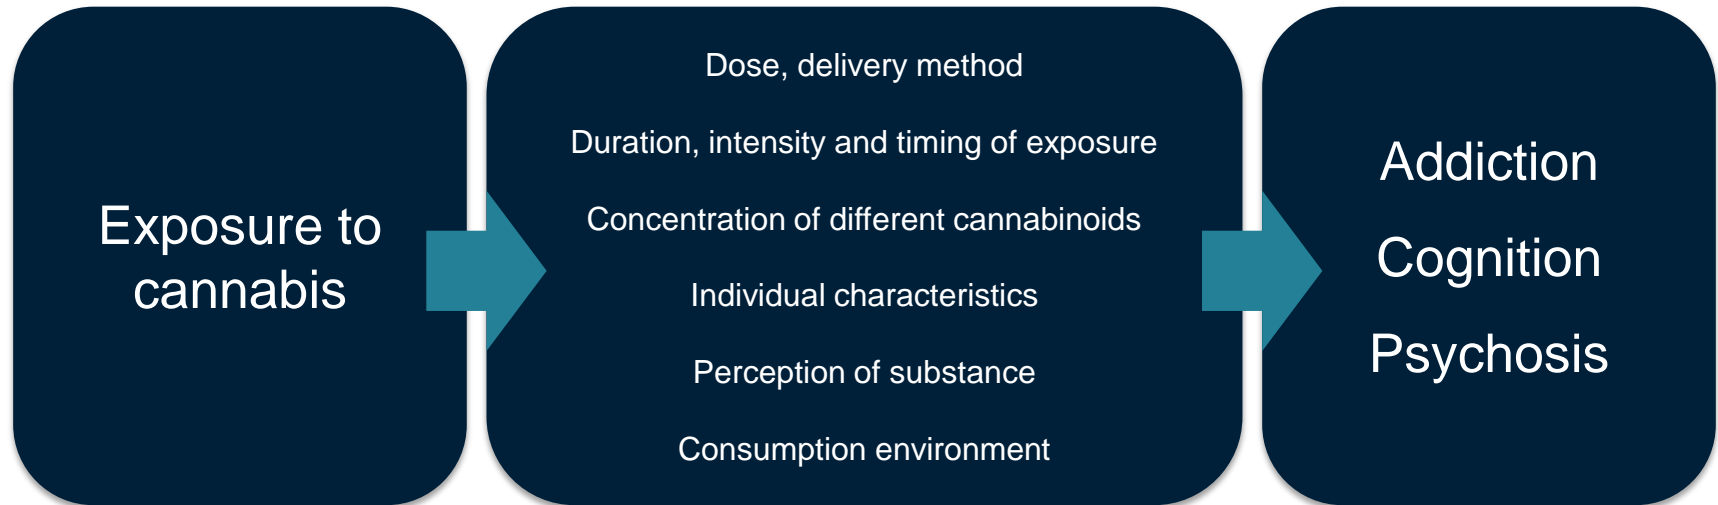 Exposure to
cannabis
Dose, delivery method
Duration, intensity and timing of exposure
Concentration of different cannabinoids
Individual characteristics
Perception of substance
Consumption environment
Addiction
Cognition
Psychosis